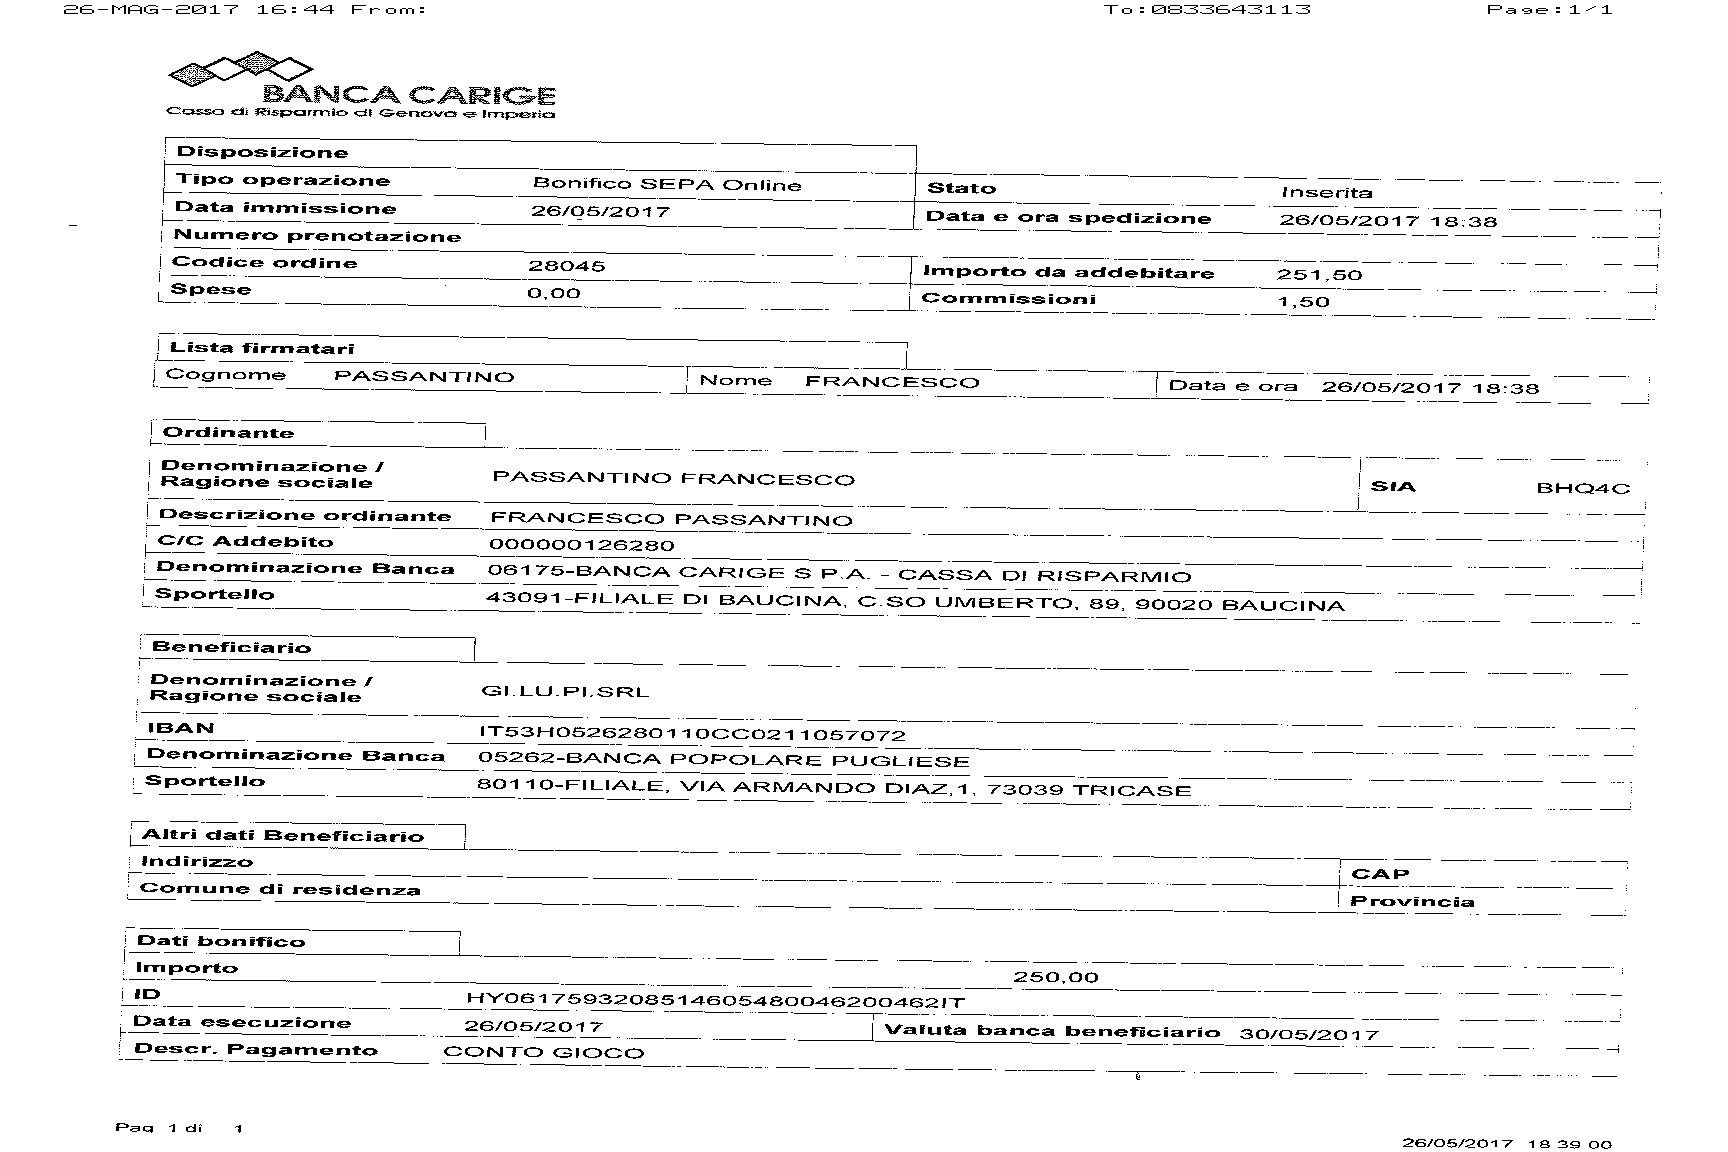 26-MAG-2017 16:44 From: To:0833643113 Page:1/1
BANCA CARIGE
Cassa di Risparmio di Genova e Imperia
Disposizione
Tipo operazione Bonifico SEPA Online Stato Inserita
Data immissione 26/05/2017 Data e ora spedizione 26/05/2017 18:38
Numero prenotazione
Codice ordine 28045 Importo da addebitare 251,50
Spese 0,00 Commissioni 1,50
Lista firmatari
Cognome PASSANTINO Nome FRANCESCO Data e ora 26/05/2017 18:38
Ordinante
Denominazione /
Ragione sociale PASSANTINO FRANCESCO SIA BHQ4C
Descrizione ordinante FRANCESCO PASSANTINO
C/C Addebito 000000126280
Denominazione Banca 06175-BANCA CARIGE S P.A. - CASSA DI RISPARMIO
Sportello 43091-FILIALE DI BAUCINA, C.SO UMBERTO, 89, 90020 BAUCINA
Beneficiario
Denominazione /
Ragione sociale GI.LU.PI.SRL
IBAN IT53H0526280110CC0211057072
Denominazione Banca 05262-BANCA POPOLARE PUGLIESE
Sportello 80110-FILIALE, VIA ARMANDO DIAZ,1, 73039 TRICASE
Altri dati Beneficiario
Indirizzo CAP
Comune di residenza Provincia
Dati bonifico
Importo 250,00
ID HY0617593208514605480046200462IT
Data esecuzione 26/05/2017 Valuta banca beneficiario 30/05/2017
Descr. Pagamento CONTO GIOCO
Pag 1 di 1
26/05/2017 18 39 00